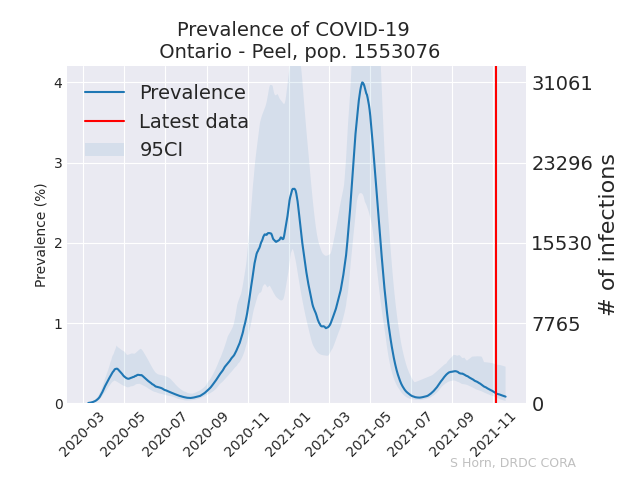 Prevalence of COVID-19
Ontario - Peel, pop. 1553076
Prevalence
Latest data
95CI
Prevalence (%)
4
3
2
1
0
31061
23296
15530
7765
0
# of infections
2020-03
2020-05
2020-07
2020-09
2020-11
2021-01
2021-03
2021-05
2021-07
2021-09
2021-11
S Horn, DRDC CORA